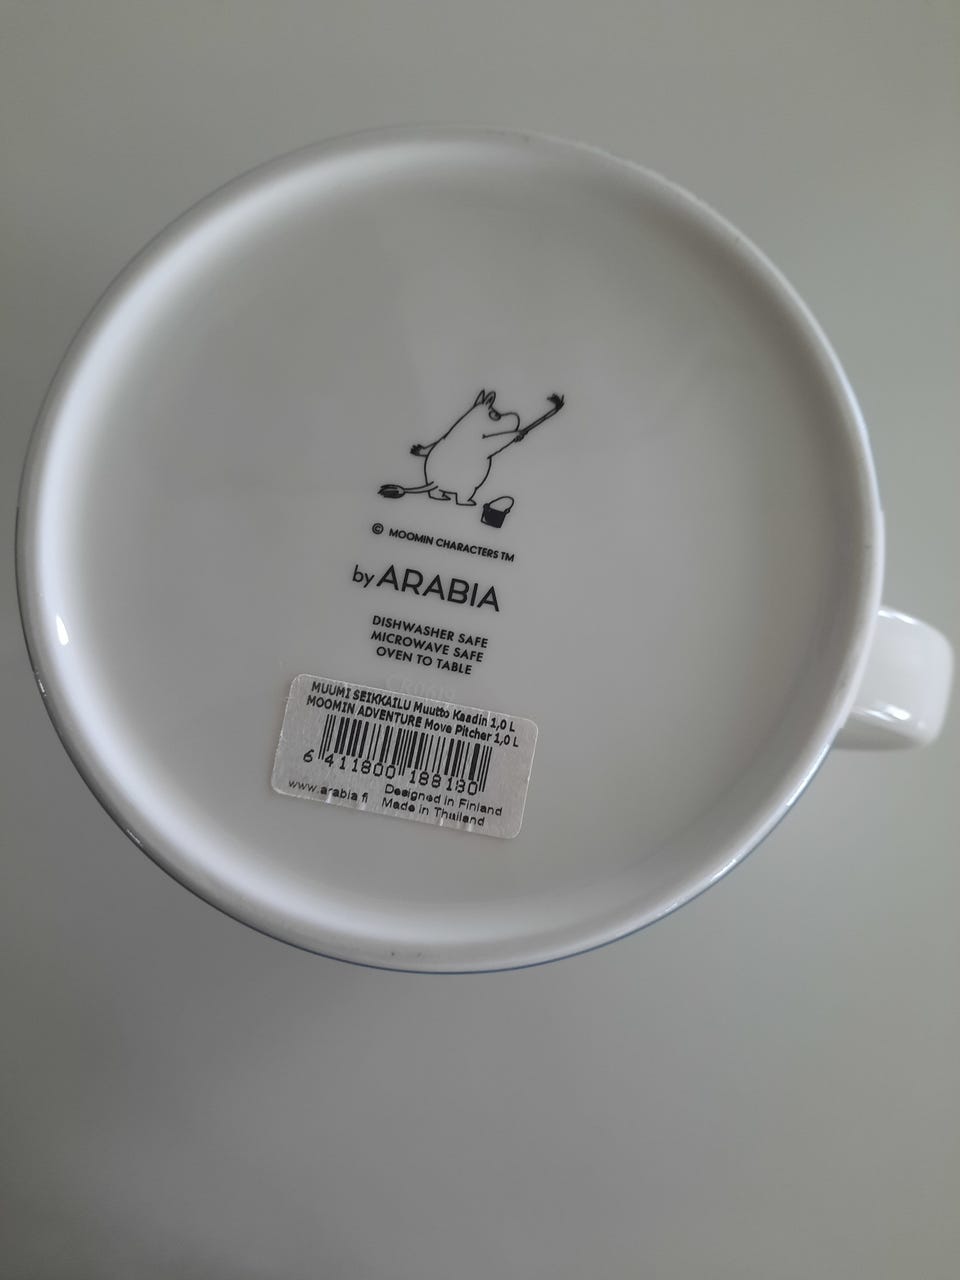 © MOOMIN CHARACTERS TM
by ARABIA
DISHWASHER SAFE
MICROWAVE SAFE
OVEN TO TABLE
MUUMI SEIKKAILU Muutto Kaadin 1,0 L
MOOMIN ADVENTURE Move Pitcher 1,0 L
6 411800 188180
www.arabia.fi Designed in Finland
Made in Thailand